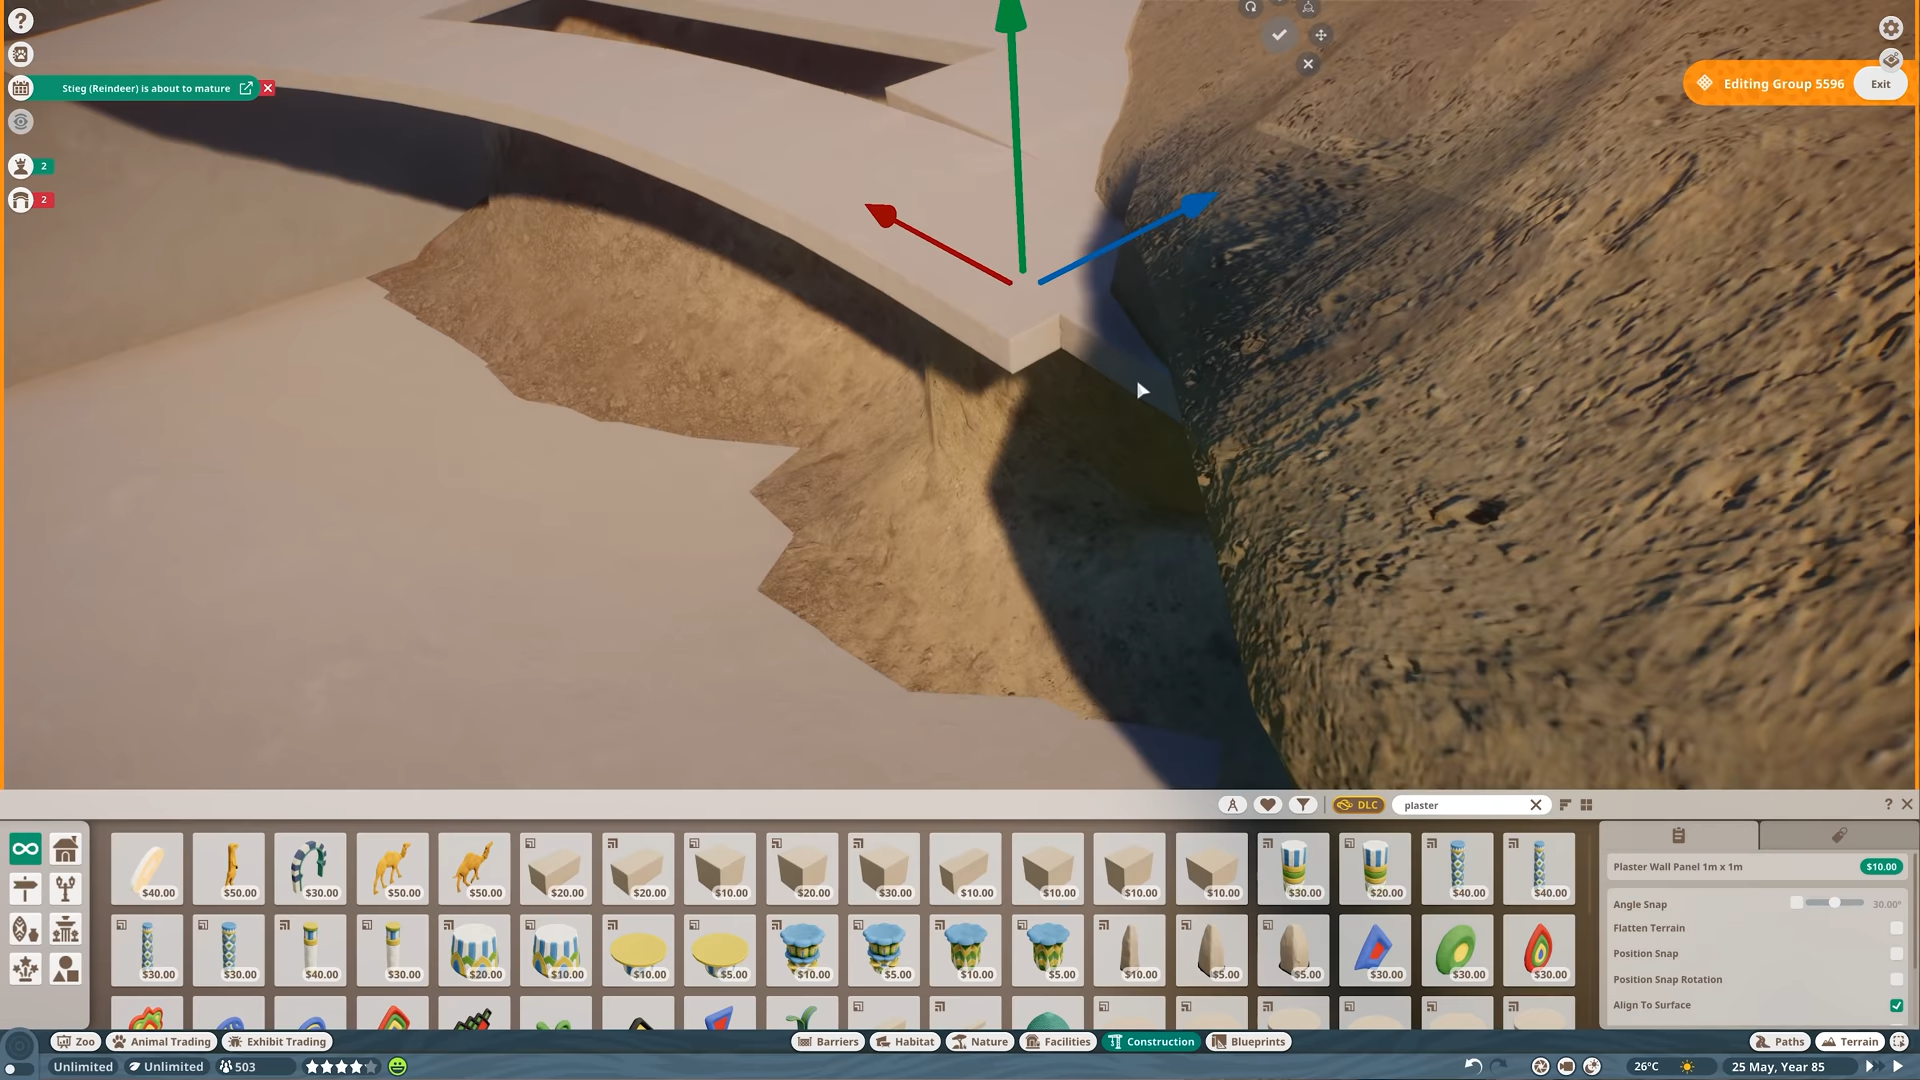 Stieg (Reindeer) is about to mature
2
2
Editing Group 5596
Exit
DLC
plaster
$40.00
$50.00
$30.00
$50.00
$50.00
$20.00
$20.00
$10.00
$20.00
$30.00
$10.00
$10.00
$10.00
$10.00
$30.00
$20.00
$40.00
$40.00
$30.00
$30.00
$40.00
$30.00
$20.00
$10.00
$10.00
$5.00
$10.00
$5.00
$10.00
$5.00
$10.00
$5.00
$5.00
$30.00
$30.00
$30.00
Plaster Wall Panel 1m x 1m
$10.00
Angle Snap
30.00°
Flatten Terrain
Position Snap
Position Snap Rotation
Align To Surface
Zoo
Animal Trading
Exhibit Trading
Barriers
Habitat
Nature
Facilities
Construction
Blueprints
Paths
Terrain
Unlimited
Unlimited
503
26°C
25 May, Year 85